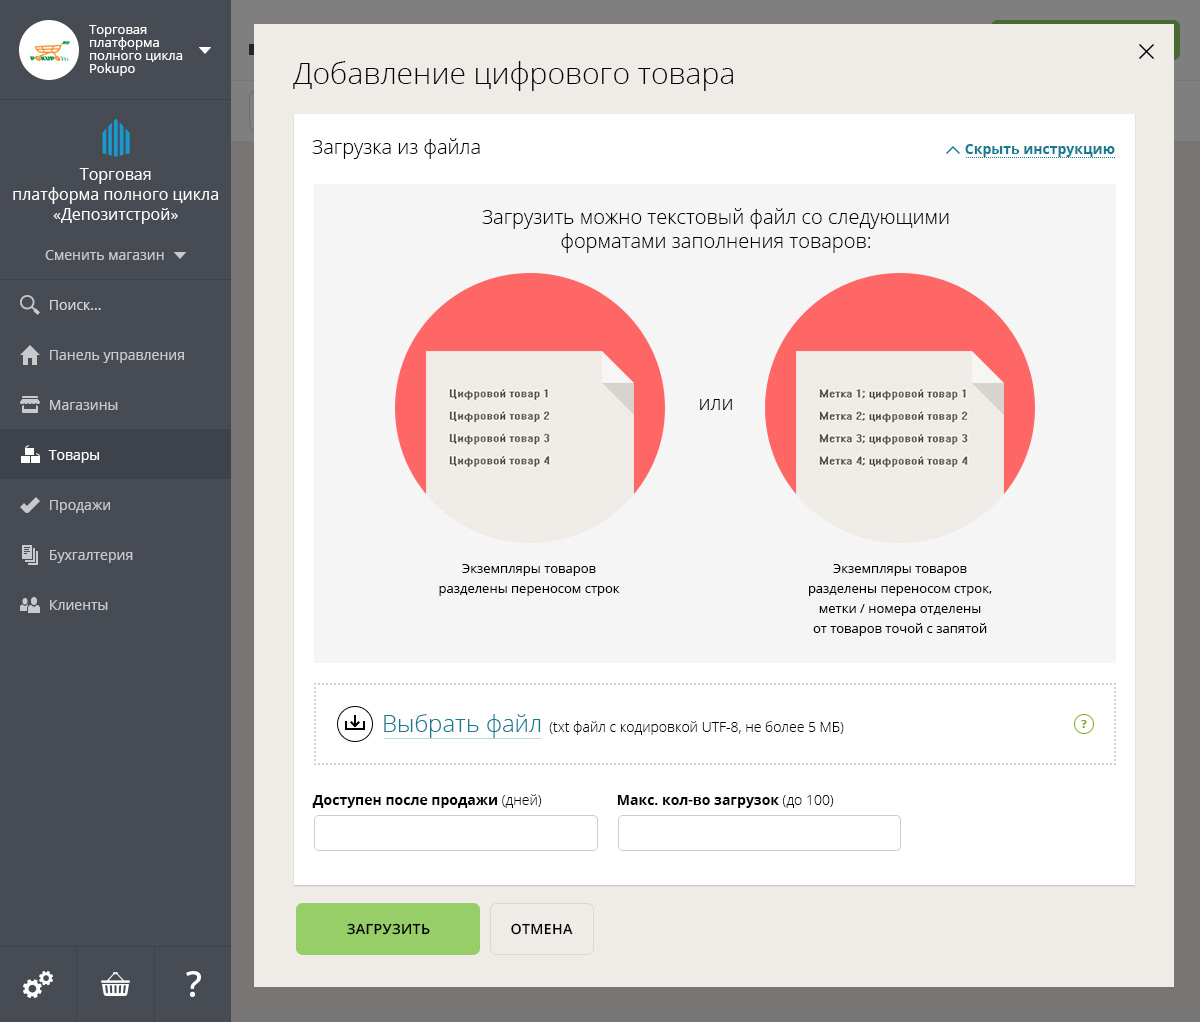 POKUPO
Торговая
платформа
полного цикла
Pokupo
Торговая
платформа полного цикла
«Депозитстрой»
Сменить магазин
Поиск...
Панель управления
Магазины
Товары
Продажи
Бухгалтерия
Клиенты
?
Добавление цифрового товара
Загрузка из файла
Скрыть инструкцию
Загрузить можно текстовый файл со следующими
форматами заполнения товаров:
Цифровой товар 1
Цифровой товар 2
Цифровой товар 3
Цифровой товар 4
ИЛИ
Метка 1; цифровой товар 1
Метка 2; цифровой товар 2
Метка 3; цифровой товар 3
Метка 4; цифровой товар 4
Экземпляры товаров
разделены переносом строк
Экземпляры товаров
разделены переносом строк,
метки / номера отделены
от товаров точой с запятой
Выбрать файл (txt файл с кодировкой UTF-8, не более 5 МБ)
?
Доступен после продажи (дней)
Макс. кол-во загрузок (до 100)
ЗАГРУЗИТЬ
ОТМЕНА